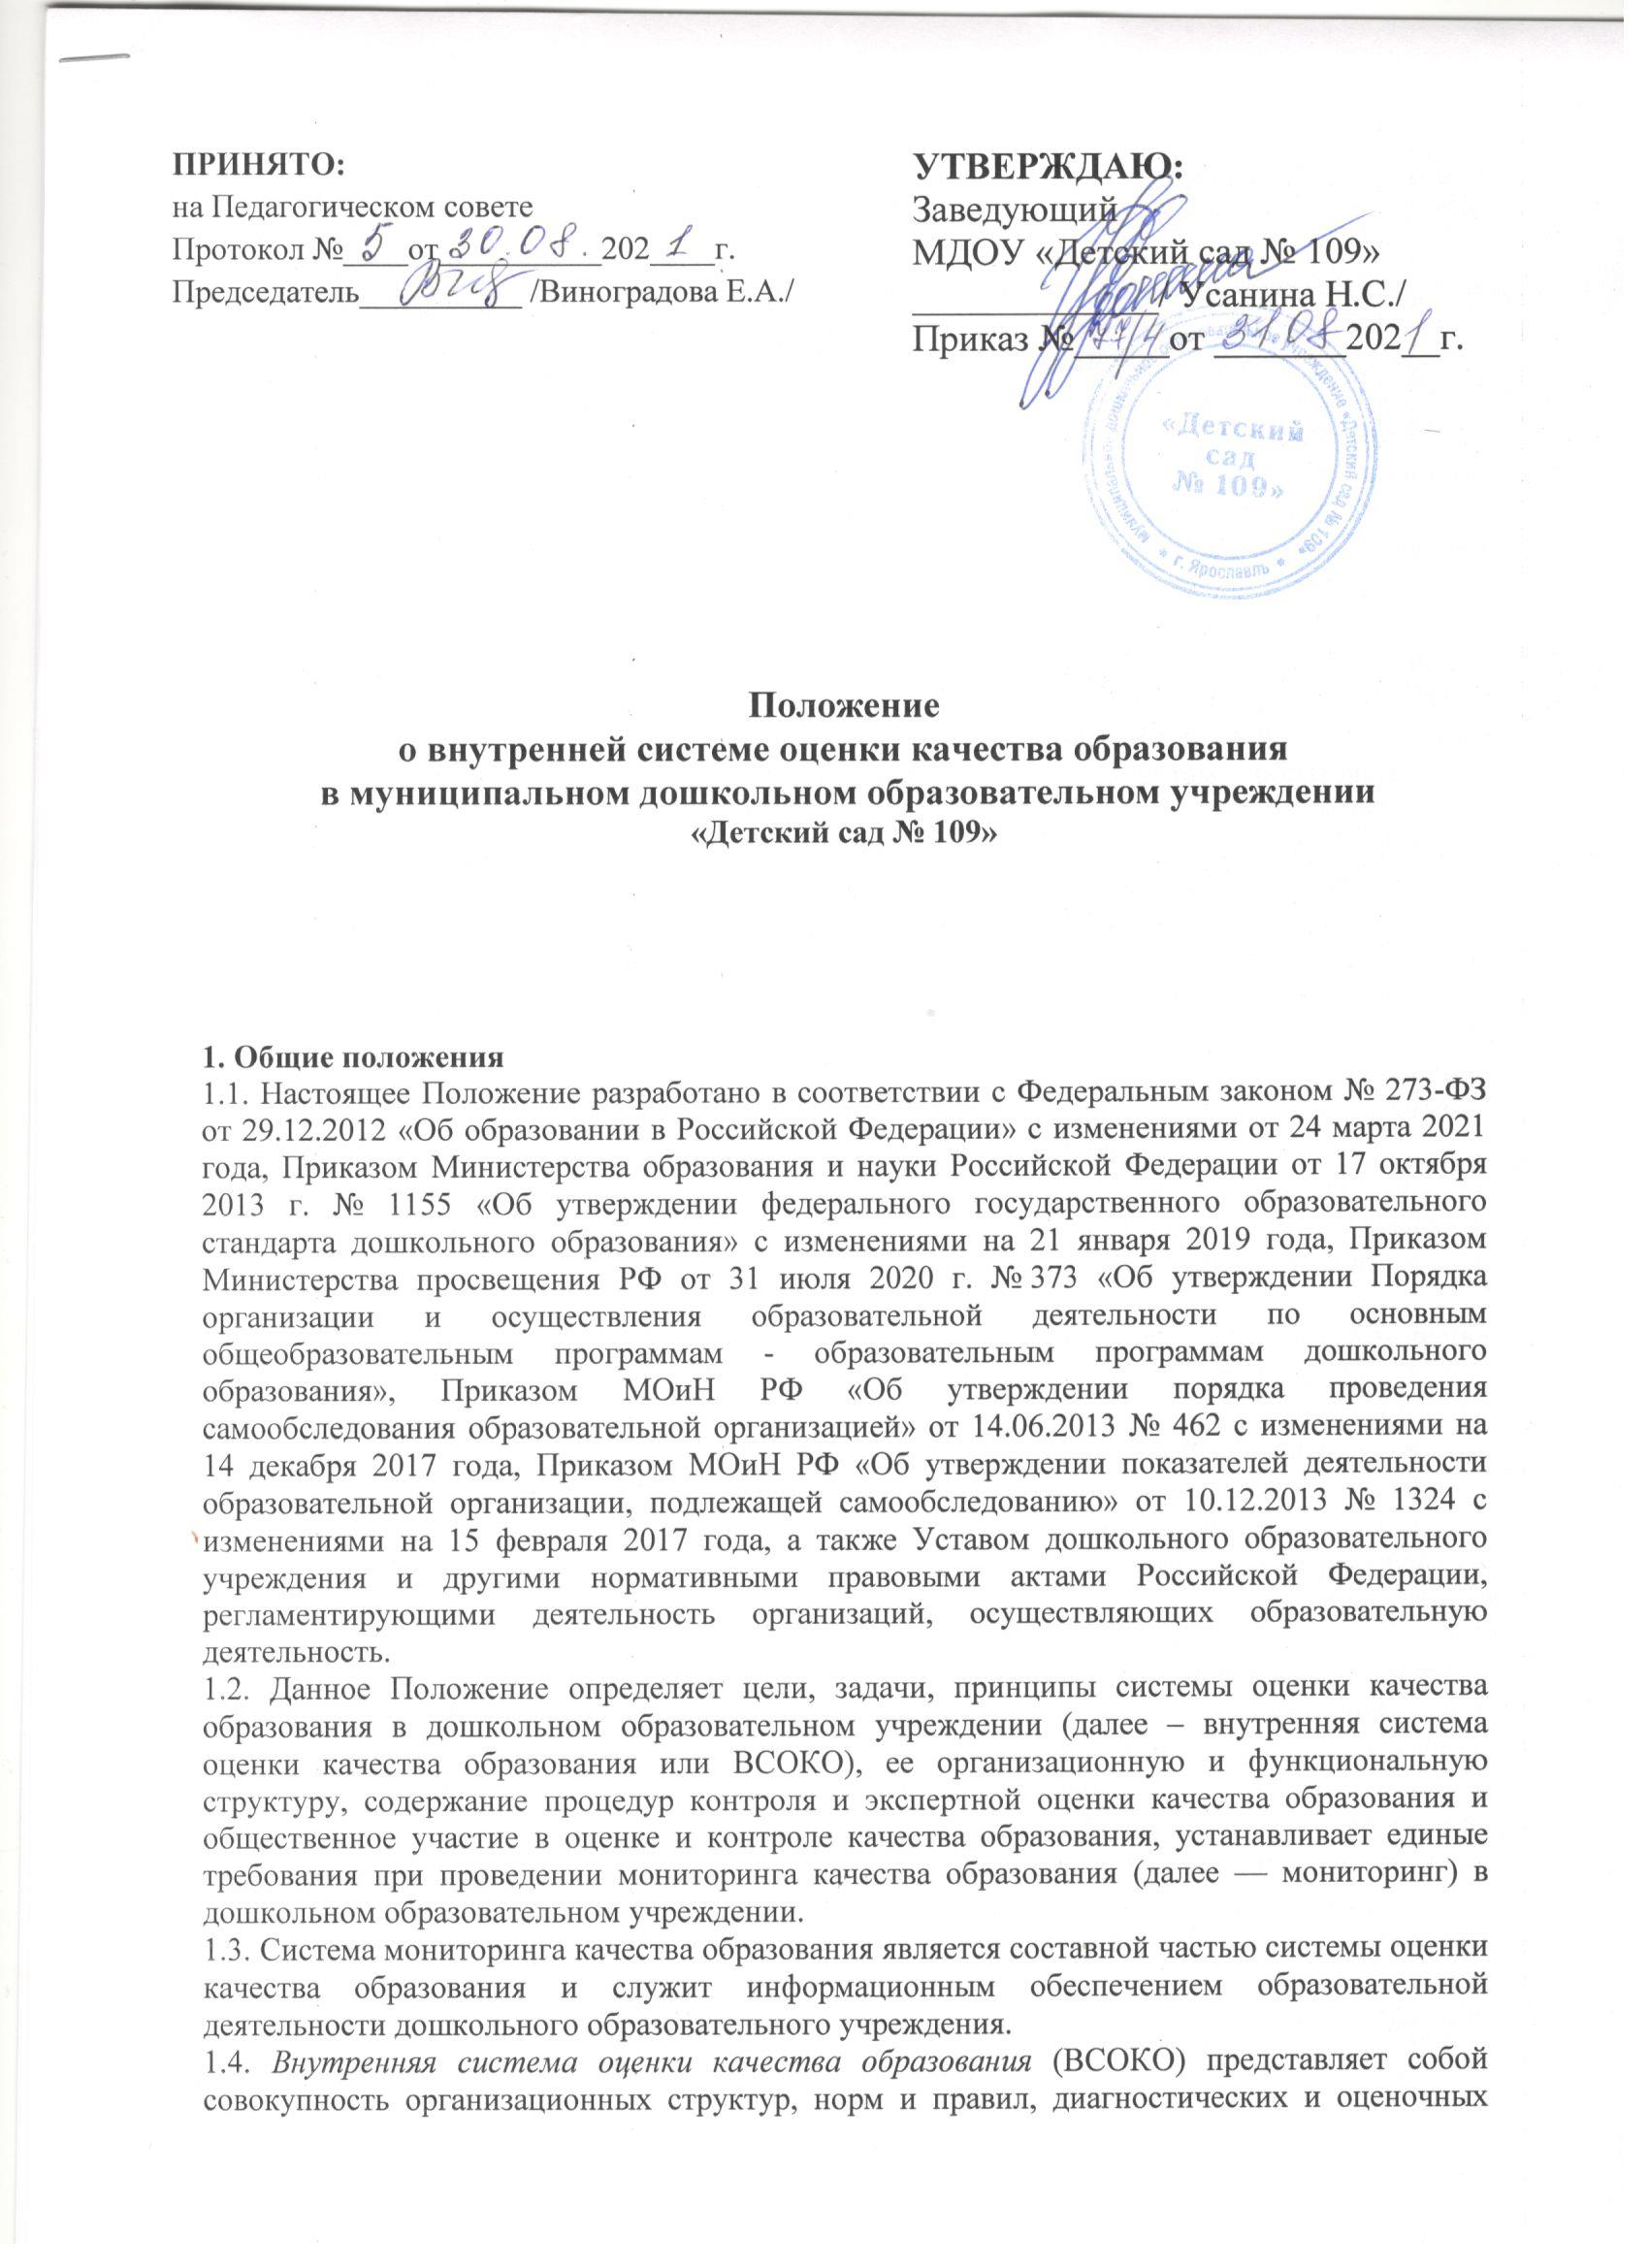 ПРИНЯТО:
на Педагогическом совете
Протокол № 5 от 30.08. 2021 г.
Председатель____________ /Виноградова Е.А./
УТВЕРЖДАЮ:
Заведующий
МДОУ «Детский сад № 109»
______________/ Усанина Н.С./
Приказ № 77/4 от 31 08 2021 г.
«Детский
сад
№ 109»
муниципальное дошкольное образовательное учреждение «Детский сад № 109»
* г. Ярославль *
Положение
о внутренней системе оценки качества образования
в муниципальном дошкольном образовательном учреждении
«Детский сад № 109»
1. Общие положения
1.1. Настоящее Положение разработано в соответствии с Федеральным законом № 273-ФЗ
от 29.12.2012 «Об образовании в Российской Федерации» с изменениями от 24 марта 2021
года, Приказом Министерства образования и науки Российской Федерации от 17 октября
2013 г. № 1155 «Об утверждении федерального государственного образовательного
стандарта дошкольного образования» с изменениями на 21 января 2019 года, Приказом
Министерства просвещения РФ от 31 июля 2020 г. № 373 «Об утверждении Порядка
организации и осуществления образовательной деятельности по основным
общеобразовательным программам - образовательным программам дошкольного
образования», Приказом МОиН РФ «Об утверждении порядка проведения
самообследования образовательной организацией» от 14.06.2013 № 462 с изменениями на
14 декабря 2017 года, Приказом МОиН РФ «Об утверждении показателей деятельности
образовательной организации, подлежащей самообследованию» от 10.12.2013 № 1324 с
изменениями на 15 февраля 2017 года, а также Уставом дошкольного образовательного
учреждения и другими нормативными правовыми актами Российской Федерации,
регламентирующими деятельность организаций, осуществляющих образовательную
деятельность.
1.2. Данное Положение определяет цели, задачи, принципы системы оценки качества
образования в дошкольном образовательном учреждении (далее – внутренняя система
оценки качества образования или ВСОКО), ее организационную и функциональную
структуру, содержание процедур контроля и экспертной оценки качества образования и
общественное участие в оценке и контроле качества образования, устанавливает единые
требования при проведении мониторинга качества образования (далее — мониторинг) в
дошкольном образовательном учреждении.
1.3. Система мониторинга качества образования является составной частью системы оценки
качества образования и служит информационным обеспечением образовательной
деятельности дошкольного образовательного учреждения.
1.4. Внутренняя система оценки качества образования (ВСОКО) представляет собой
совокупность организационных структур, норм и правил, диагностических и оценочных